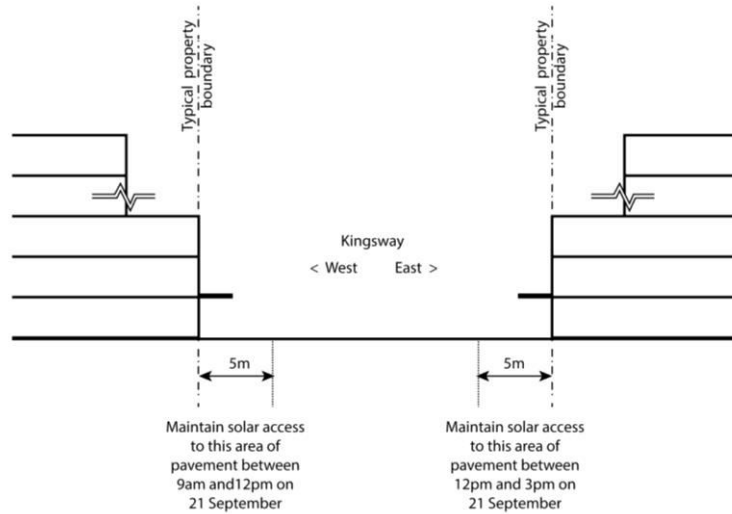 Typical property
boundary
Typical property
boundary
Kingsway
< West East >
5m
5m
Maintain solar access
to this area of
pavement between
9am and12pm on
21 September
Maintain solar access
to this area of
pavement between
12pm and 3pm on
21 September